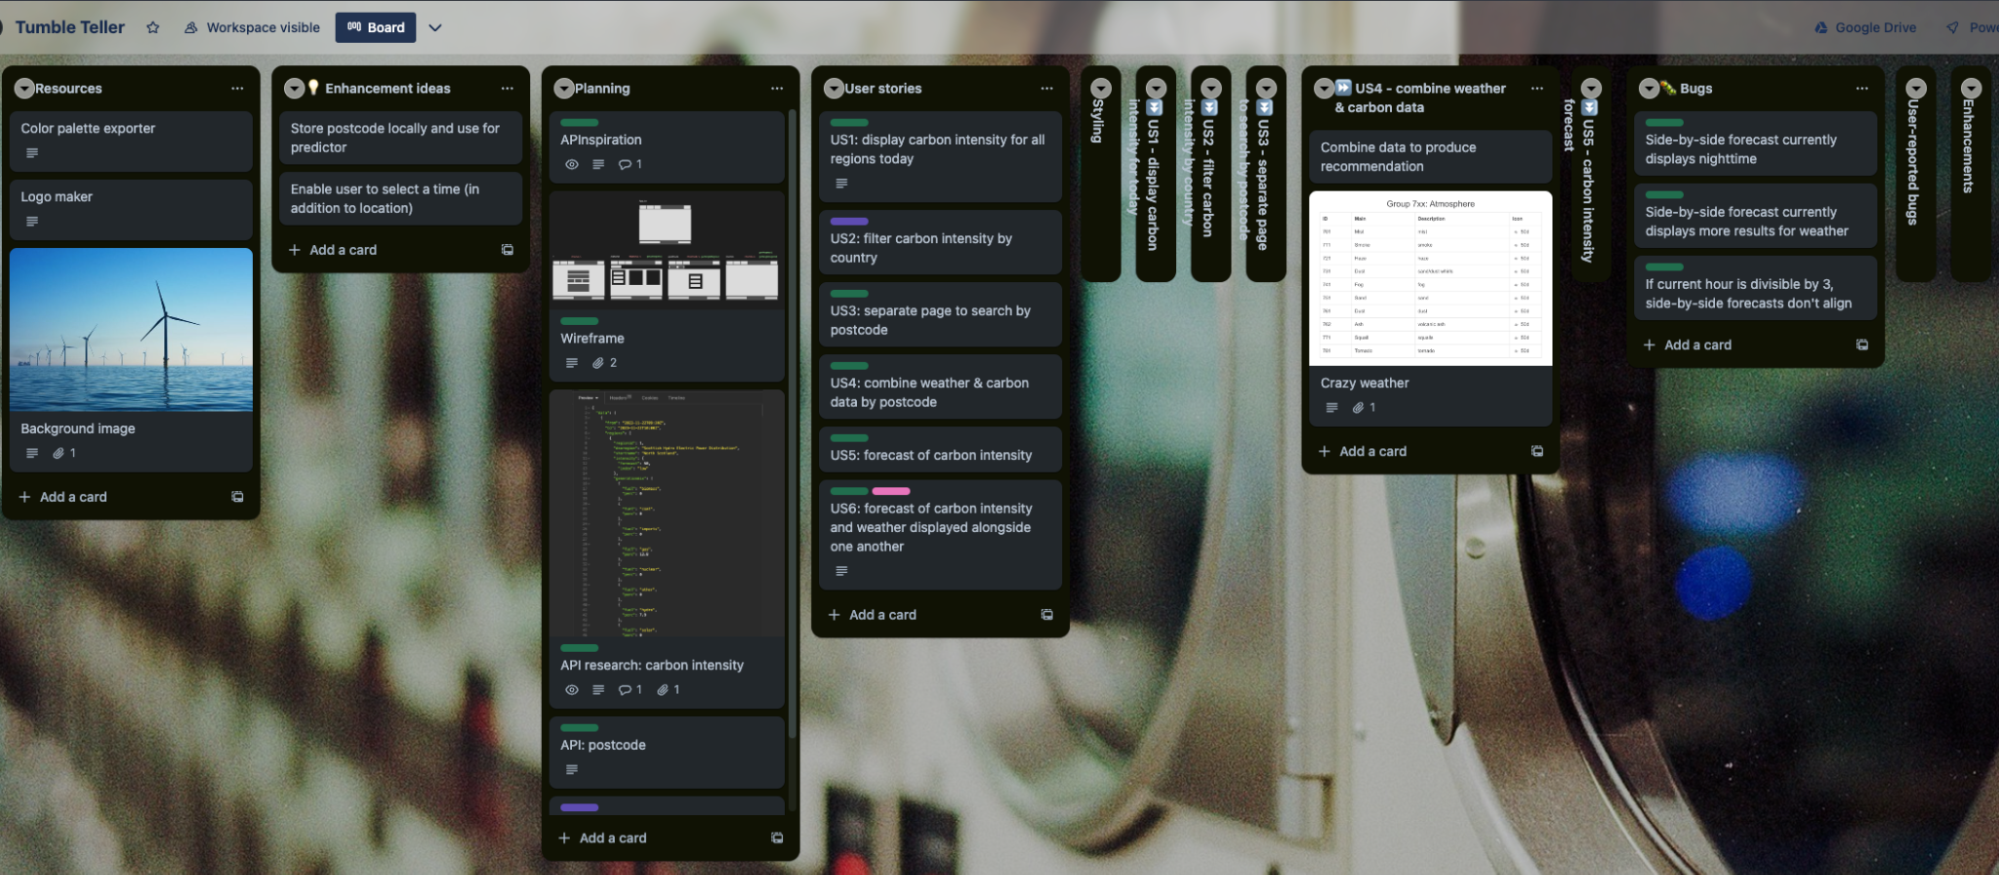 Tumble Teller
Workspace visible
Board
Google Drive
Resources
Color palette exporter
Logo maker
Background image
1
Add a card
Enhancement ideas
Store postcode locally and use for
predictor
Enable user to select a time (in
addition to location)
Add a card
Planning
APInspiration
1
Wireframe
2
API research: carbon intensity
1
1
API: postcode
Add a card
User stories
US1: display carbon intensity for all
regions today
US2: filter carbon intensity by
country
US3: separate page to search by
postcode
US4: combine weather & carbon
data by postcode
US5: forecast of carbon intensity
US6: forecast of carbon intensity
and weather displayed alongside
one another
Add a card
Styling
US1 - display carbon
intensity for today
US2 - filter carbon
intensity by country
US3 - separate page
to search by postcode
US4 - combine weather
& carbon data
Combine data to produce
recommendation
Group 7xx: Atmosphere
ID Main Description Icon
Crazy weather
1
Add a card
US5 - carbon intensity
forecast
Bugs
Side-by-side forecast currently
displays nighttime
Side-by-side forecast currently
displays more results for weather
If current hour is divisible by 3,
side-by-side forecasts don't align
Add a card
User-reported bugs
Enhancements